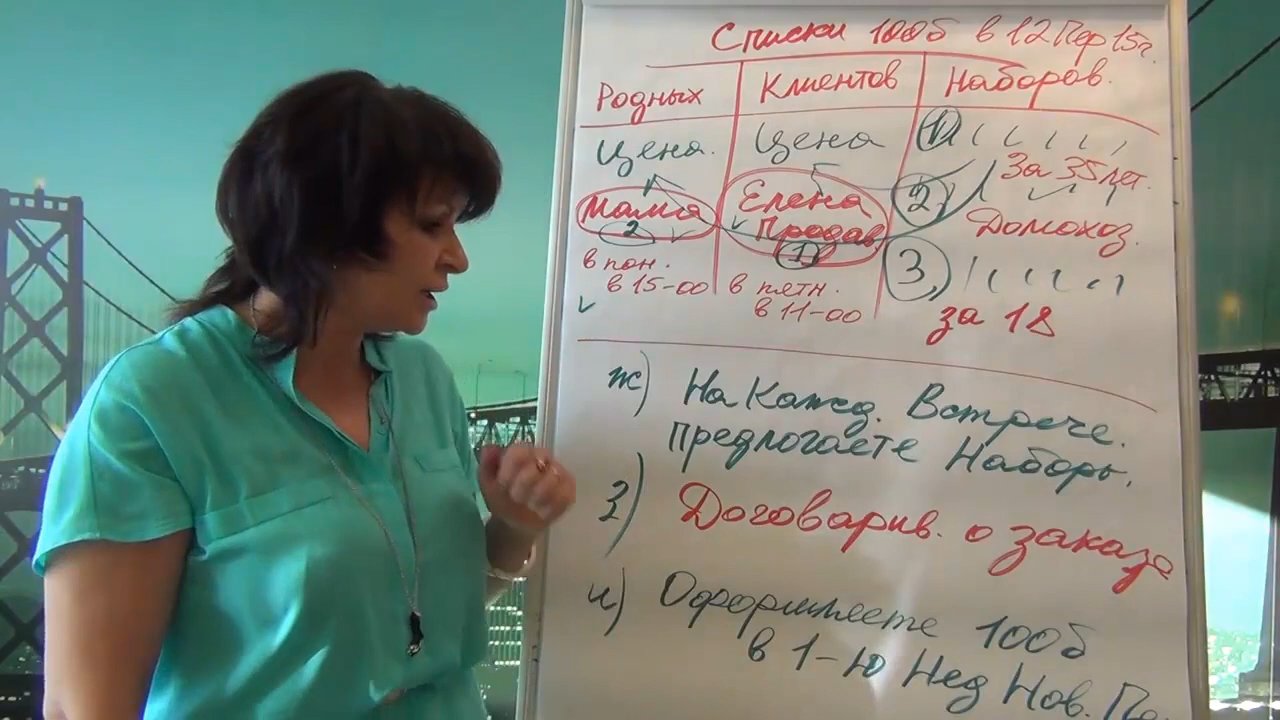 Списки 100б в 12 Пер 15г.
Родных Клиентов Наборов.
Цена. Цена 1)
За 35 лет.
Мама Елена 2)
2 Продав. Домохоз.
1
в пон. 3)
в 15-00 в пятн.
в 11-00 за 18
ж) На Кажд. Встрече.
предлогаете Наборы.
з) Договарив. о заказе
и) Оформляете 100б
в 1-ю Нед Нов. Пе